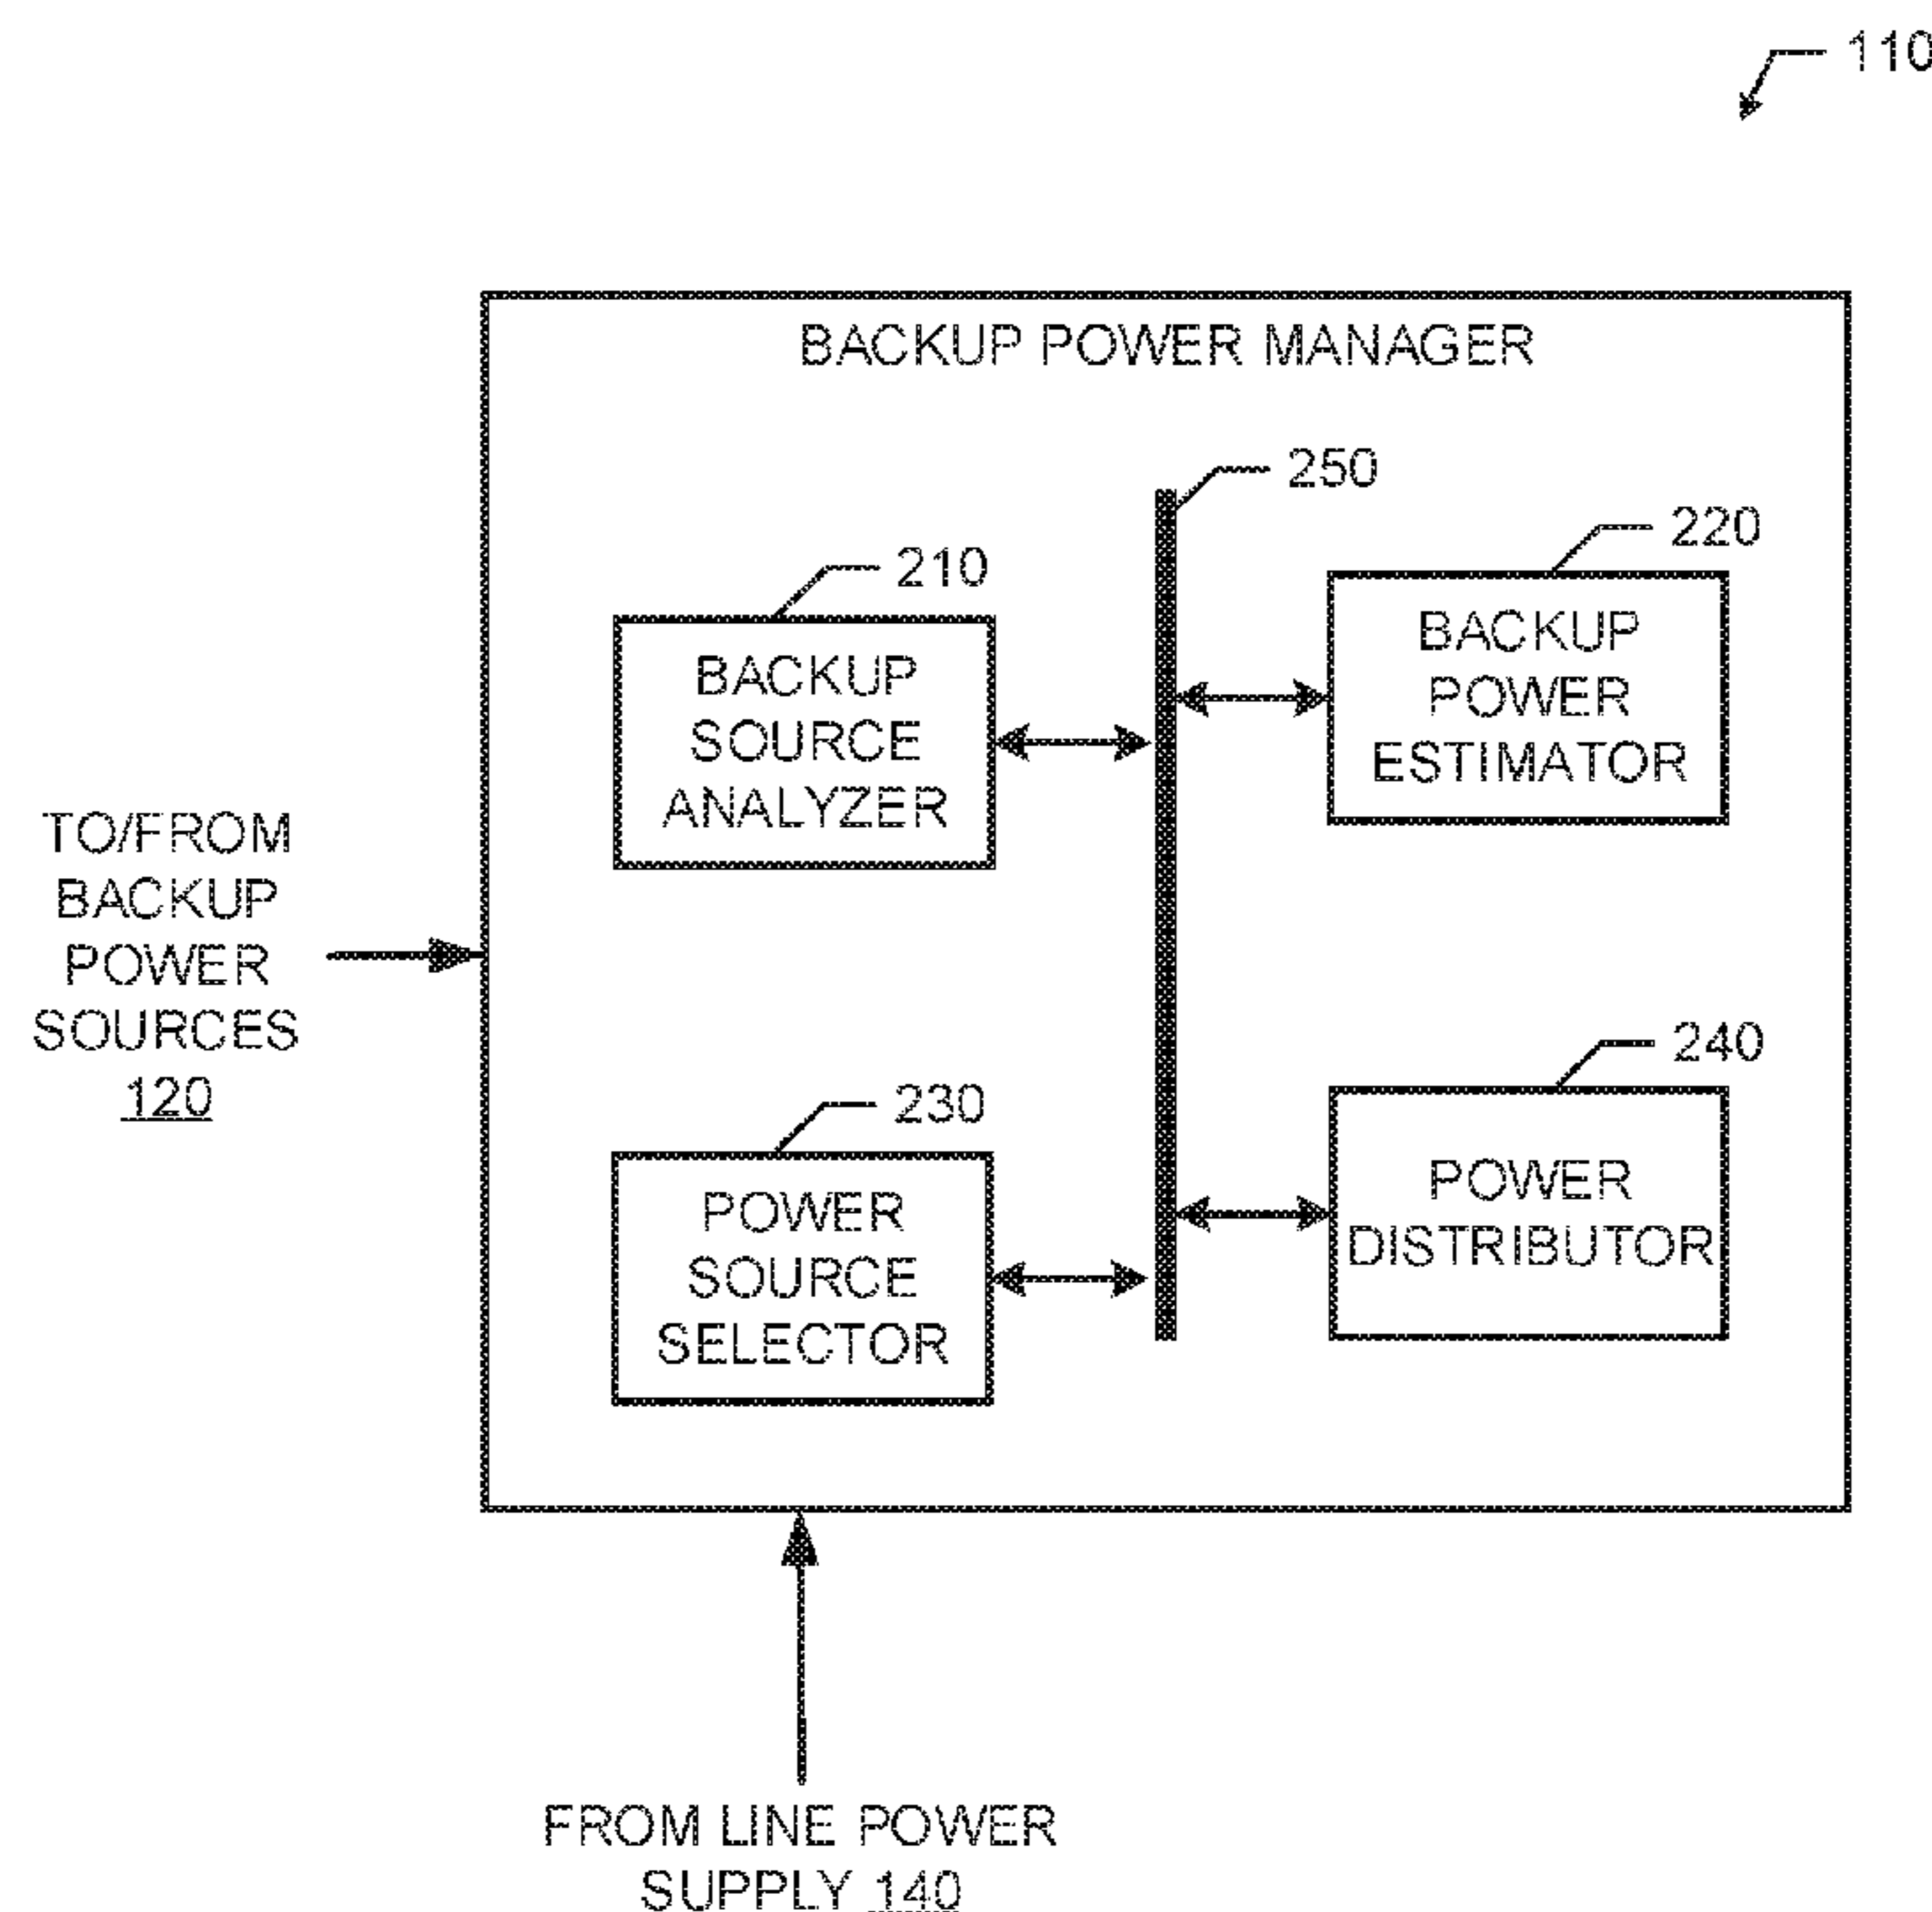 110
BACKUP POWER MANAGER
250
220
210
BACKUP
POWER
ESTIMATOR
BACKUP
SOURCE
ANALYZER
TO/FROM
BACKUP
POWER
SOURCES
120
240
230
POWER
DISTRIBUTOR
POWER
SOURCE
SELECTOR
FROM LINE POWER
SUPPLY 140